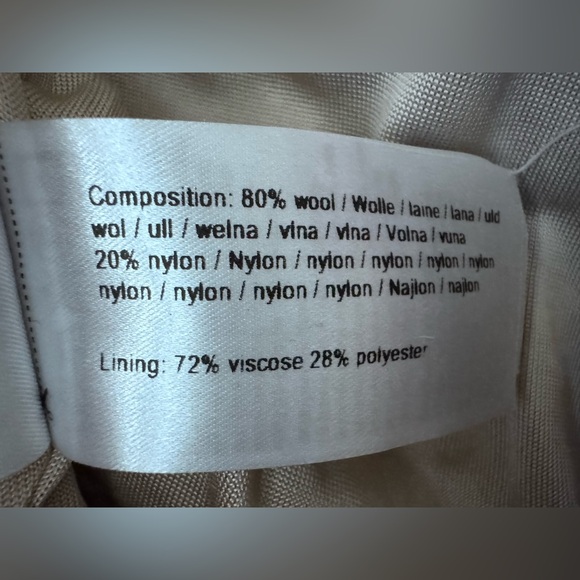 Composition: 80% wool / Wolle / laine / lana / uld
wol / ull / wełna / vlna / vlna / Volna / vuna
20% nylon / Nylon / nylon / nylon / nylon / nylon
nylon / nylon / nylon / nylon / Najlon / najlon
Lining: 72% viscose 28% polyester